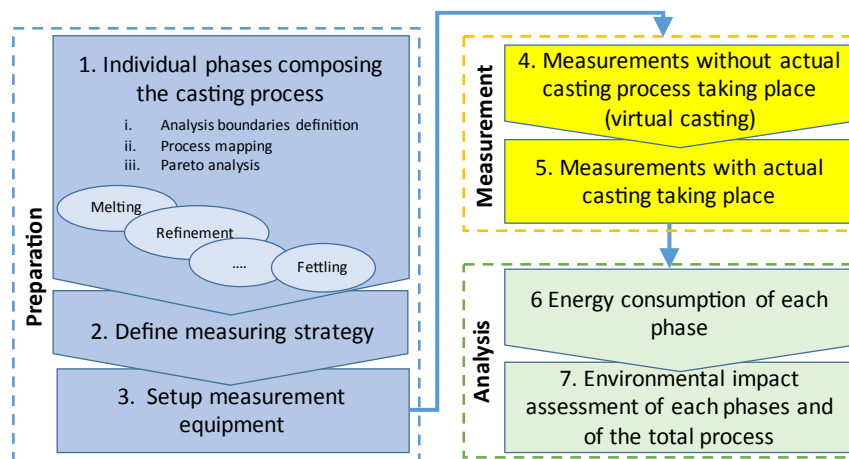 Preparation
1. Individual phases composing
the casting process
i. Analysis boundaries definition
ii. Process mapping
iii. Pareto analysis
Melting
Refinement
....
Fettling
2. Define measuring strategy
3. Setup measurement
equipment
Measurement
4. Measurements without actual
casting process taking place
(virtual casting)
5. Measurements with actual
casting taking place
Analysis
6 Energy consumption of each
phase
7. Environmental impact
assessment of each phases and
of the total process